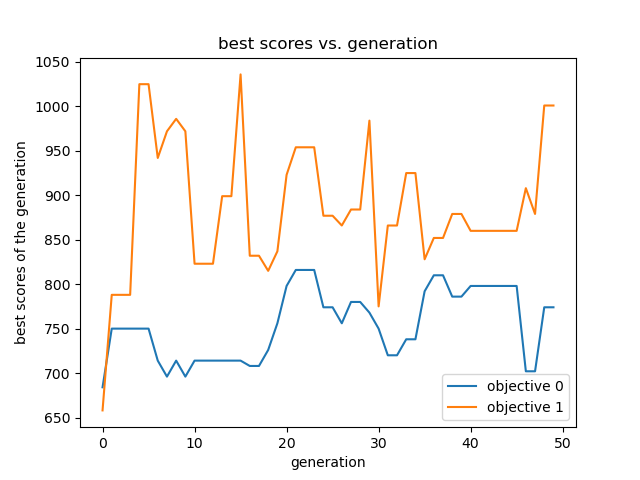 best scores vs. generation
best scores of the generation
1050
1000
950
900
850
800
750
700
650
0 10 20 30 40 50
generation
objective 0
objective 1